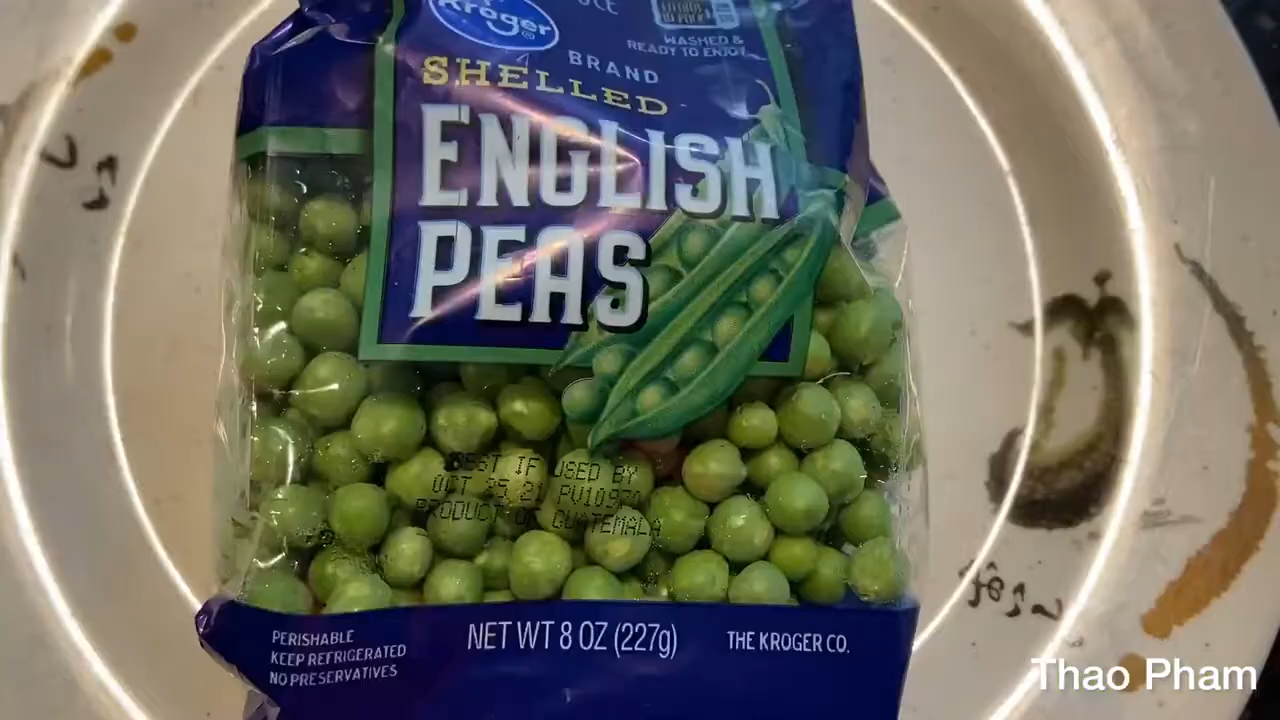 Kroger®
WASHED &
READY TO ENJOY
BRAND
SHELLED
ENGLISH
PEAS
BEST IF USED BY
OCT 25 21
PRODUCT OF GUATEMALA
PERISHABLE
KEEP REFRIGERATED
NO PRESERVATIVES
NET WT 8 OZ (227g)
THE KROGER CO.
Thao Pham